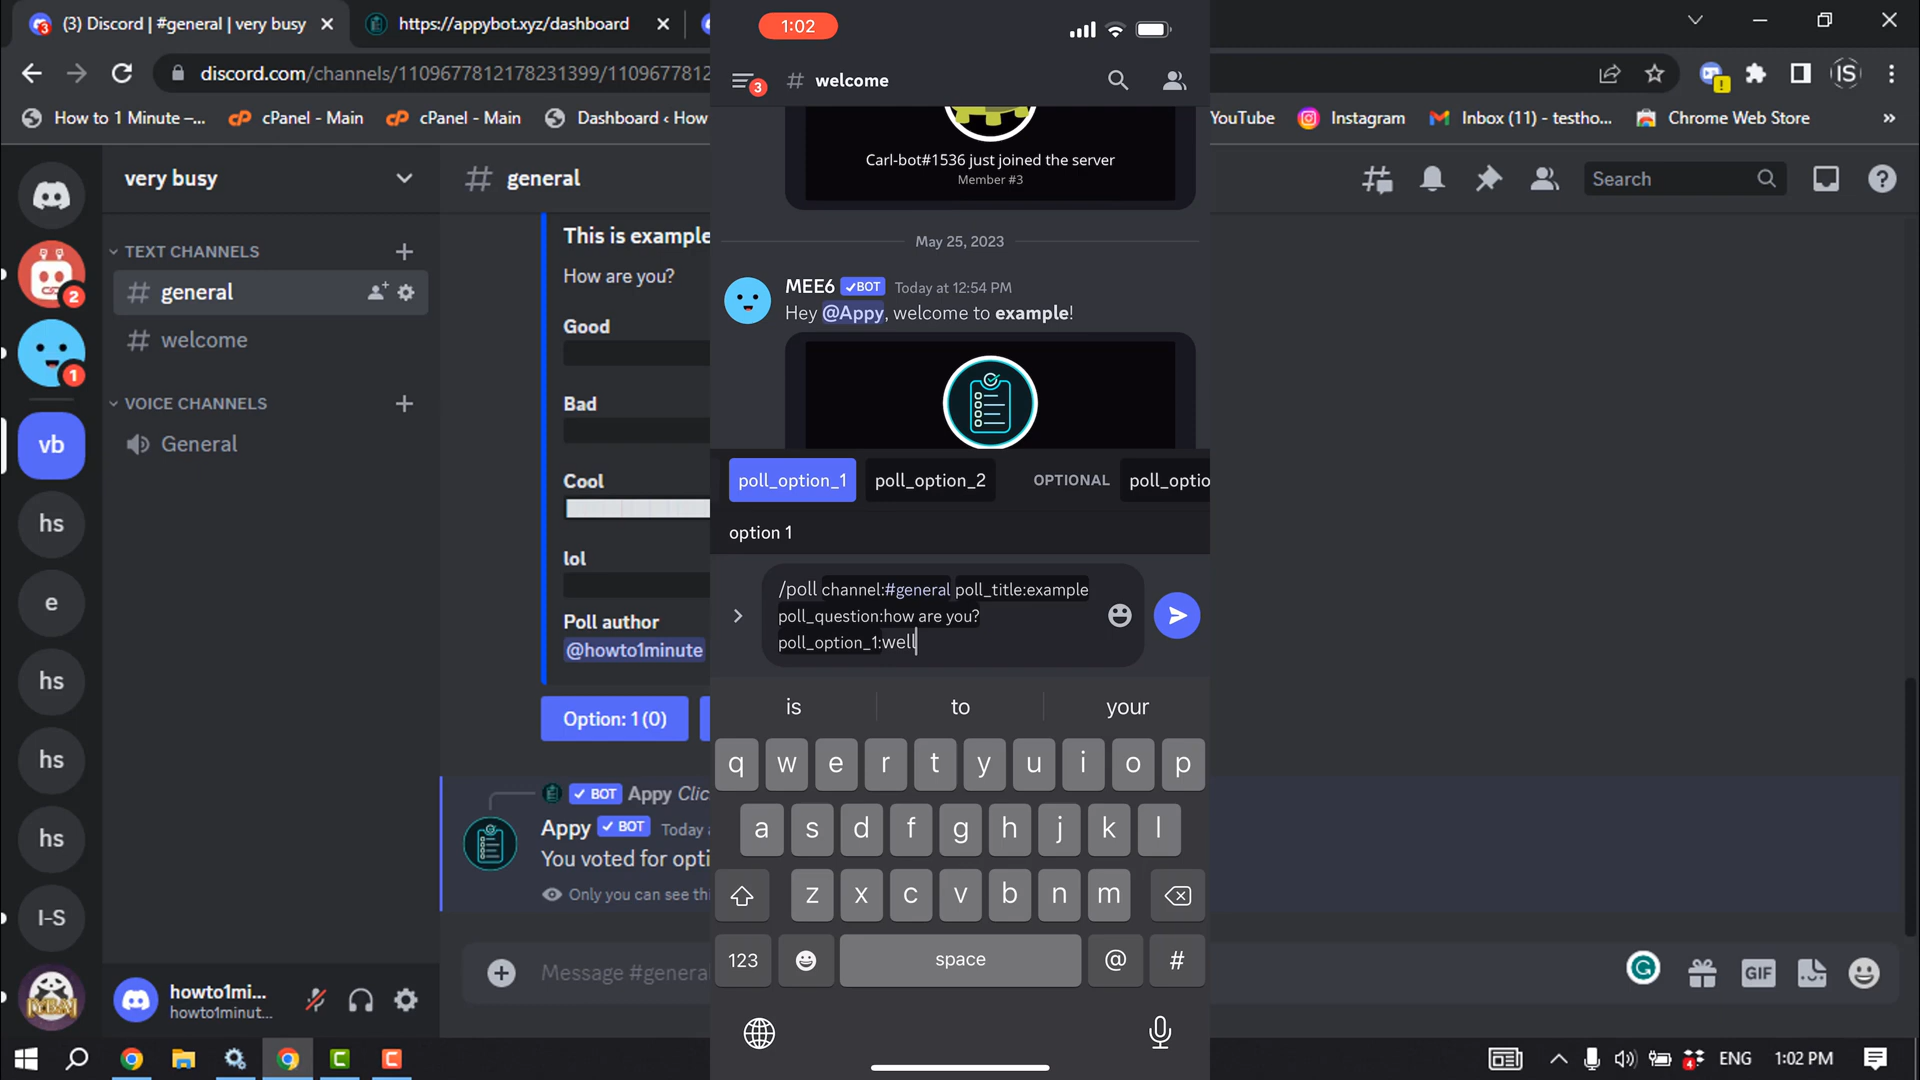 (3) Discord | #general | very busy
https://appybot.xyz/dashboard
discord.com/channels/1109677812178231399/1109677812
How to 1 Minute –...
cPanel - Main
cPanel - Main
Dashboard ‹ How
YouTube
Instagram
Inbox (11) - testho...
Chrome Web Store
»
IS
very busy
# general
Search
TEXT CHANNELS
# general
# welcome
VOICE CHANNELS
General
2
1
vb
hs
e
hs
hs
hs
I-S
howto1mi...
howto1minut...
This is example
How are you?
Good
Bad
Cool
lol
Poll author
@howto1minute
Option: 1 (0)
BOT Appy Clic
Appy BOT Today a
You voted for opti
Only you can see thi
Message #general
GIF
1:02
3
# welcome
Carl-bot#1536 just joined the server
Member #3
May 25, 2023
MEE6 BOT Today at 12:54 PM
Hey @Appy, welcome to example!
poll_option_1
poll_option_2
OPTIONAL
poll_optio
option 1
/poll channel:#general poll_title:example
poll_question:how are you?
poll_option_1:well
is
to
your
q w e r t y u i o p
a s d f g h j k l
z x c v b n m
123
space
@
#
4
ENG
1:02 PM